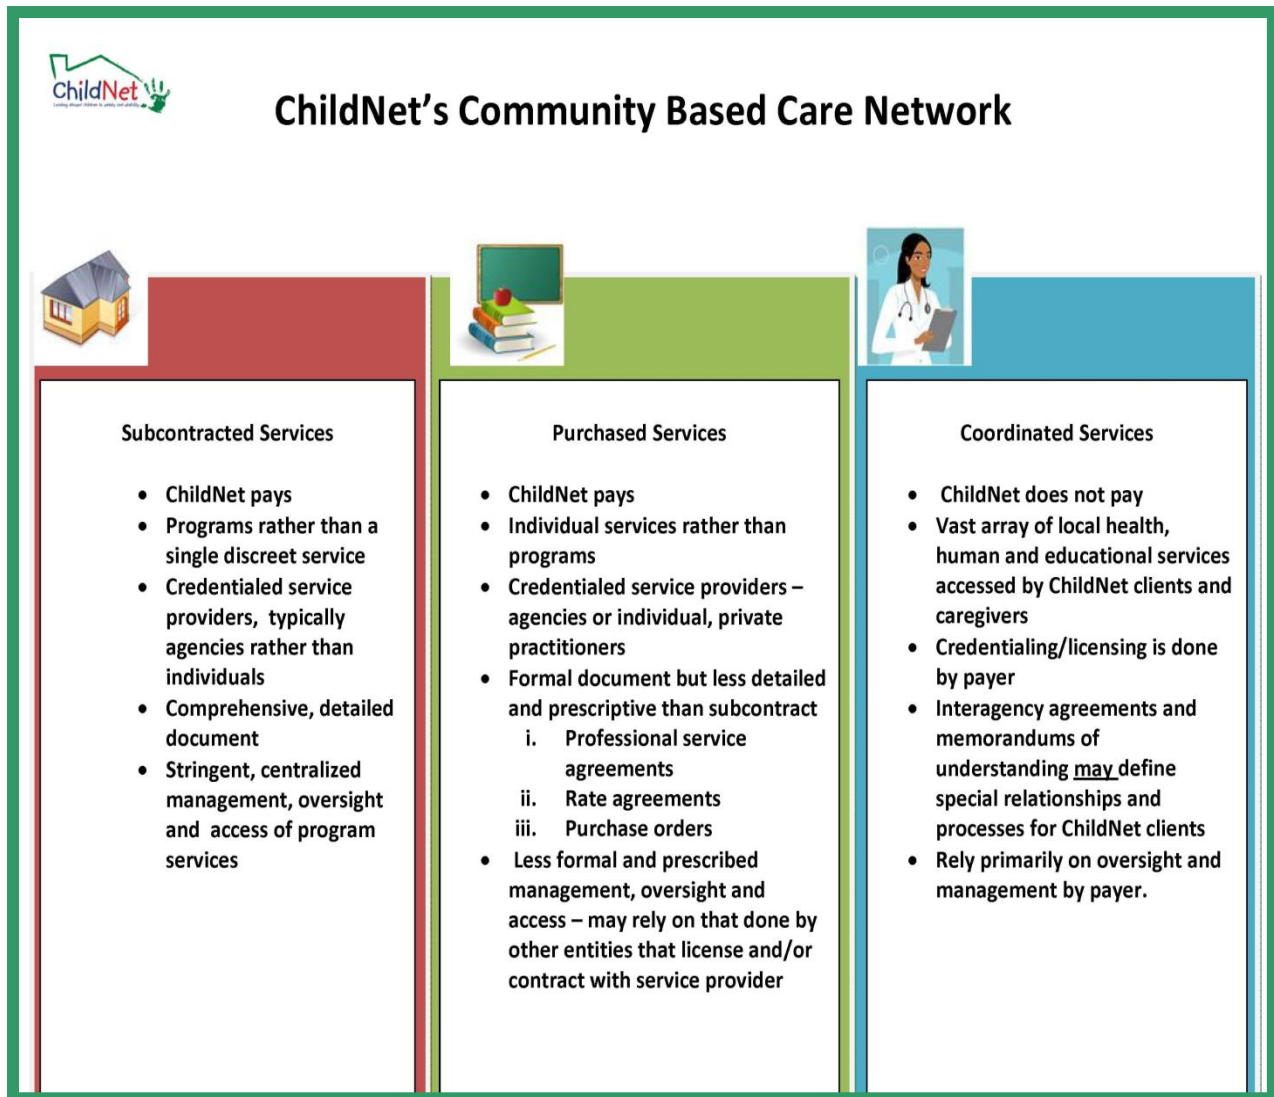 ChildNet
ChildNet’s Community Based Care Network
Subcontracted Services
• ChildNet pays
• Programs rather than a
single discreet service
• Credentialed service
providers, typically
agencies rather than
individuals
• Comprehensive, detailed
document
• Stringent, centralized
management, oversight
and access of program
services
Purchased Services
• ChildNet pays
• Individual services rather than
programs
• Credentialed service providers –
agencies or individual, private
practitioners
• Formal document but less detailed
and prescriptive than subcontract
i. Professional service
agreements
ii. Rate agreements
iii. Purchase orders
• Less formal and prescribed
management, oversight and
access – may rely on that done by
other entities that license and/or
contract with service provider
Coordinated Services
• ChildNet does not pay
• Vast array of local health,
human and educational services
accessed by ChildNet clients and
caregivers
• Credentialing/licensing is done
by payer
• Interagency agreements and
memorandums of
understanding may define
special relationships and
processes for ChildNet clients
• Rely primarily on oversight and
management by payer.